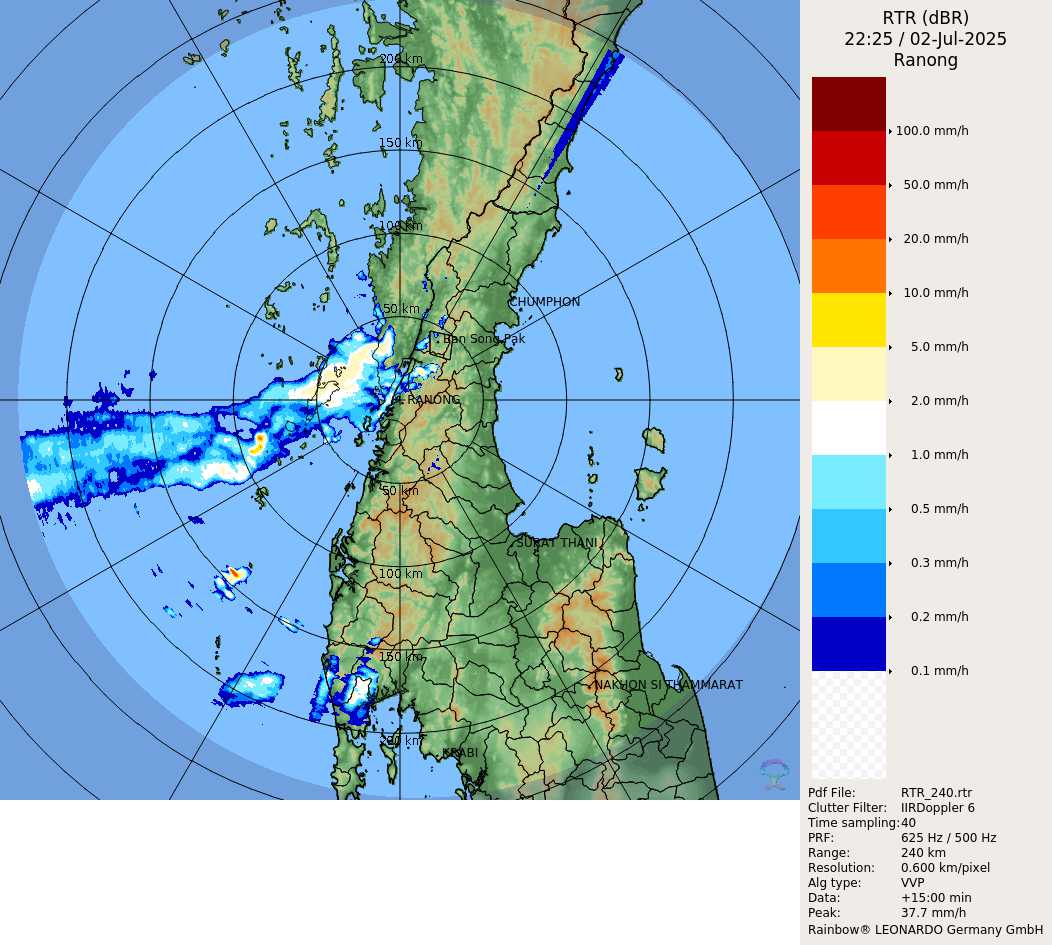 RTR (dBR)
22:25 / 02-Jul-2025
Ranong
200 km
150 km
100 km
50 km
CHUMPHON
Ban Song Pak
RANONG
50 km
SURAT THANI
100 km
150 km
NAKHON SI THAMMARAT
200 km
KRABI
100.0 mm/h
50.0 mm/h
20.0 mm/h
10.0 mm/h
5.0 mm/h
2.0 mm/h
1.0 mm/h
0.5 mm/h
0.3 mm/h
0.2 mm/h
0.1 mm/h
Pdf File: RTR_240.rtr
Clutter Filter: IIRDoppler 6
Time sampling:40
PRF: 625 Hz / 500 Hz
Range: 240 km
Resolution: 0.600 km/pixel
Alg type: VVP
Data: +15:00 min
Peak: 37.7 mm/h
Rainbow® LEONARDO Germany GmbH